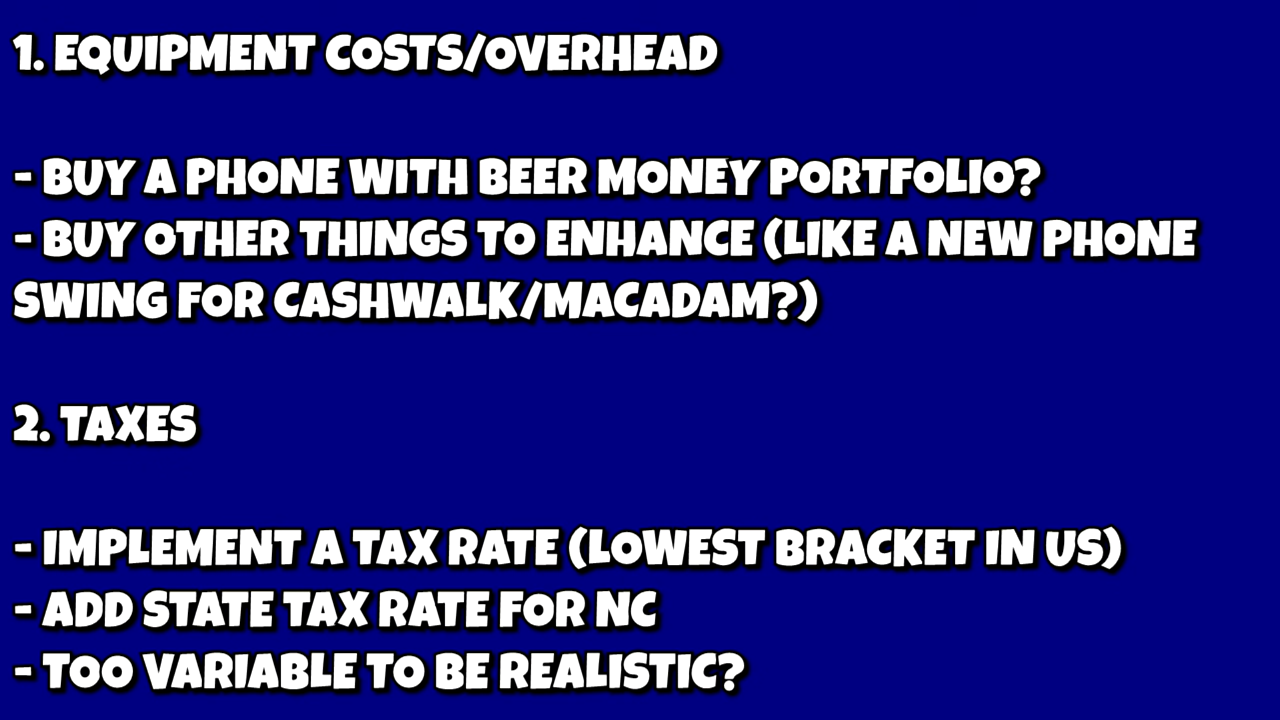 1. EQUIPMENT COSTS/OVERHEAD
- BUY A PHONE WITH BEER MONEY PORTFOLIO?
- BUY OTHER THINGS TO ENHANCE (LIKE A NEW PHONE
SWING FOR CASHWALK/MACADAM?)
2. TAXES
- IMPLEMENT A TAX RATE (LOWEST BRACKET IN US)
- ADD STATE TAX RATE FOR NC
- TOO VARIABLE TO BE REALISTIC?